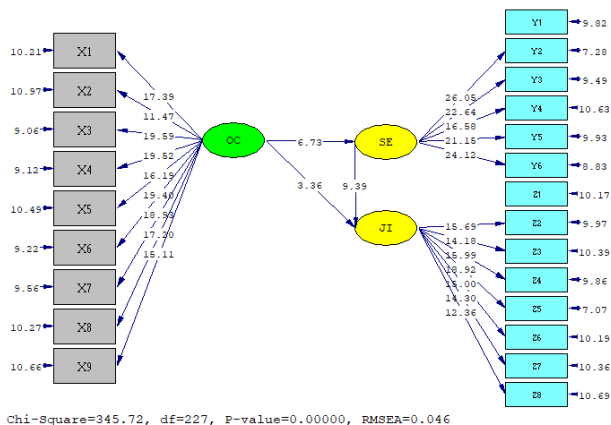 Y1 9.82
10.21 X1 Y2 7.28
10.97 X2 17.39 26.05 Y3 9.49
11.47 22.64
9.06 X3 19.59 OC 6.73 SE 16.58 Y4 10.63
19.52 21.15
9.12 X4 16.19 24.12 Y5 9.93
19.40 3.36 9.39 Y6 8.83
10.49 X5 18.93 Z1 10.17
17.20
9.22 X6 15.11 JI 15.69 Z2 9.97
14.18
9.56 X7 15.99 Z3 10.39
18.92
10.27 X8 15.00 Z4 9.86
14.30
10.66 X9 12.36 Z5 7.07
Z6 10.19
Z7 10.36
Z8 10.69
Chi-Square=345.72, df=227, P-value=0.00000, RMSEA=0.046